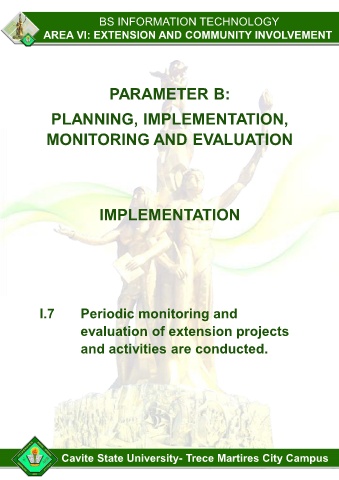 BS INFORMATION TECHNOLOGY
AREA VI: EXTENSION AND COMMUNITY INVOLVEMENT
PARAMETER B:
PLANNING, IMPLEMENTATION,
MONITORING AND EVALUATION
IMPLEMENTATION
I.7 Periodic monitoring and
evaluation of extension projects
and activities are conducted.
Cavite State University- Trece Martires City Campus